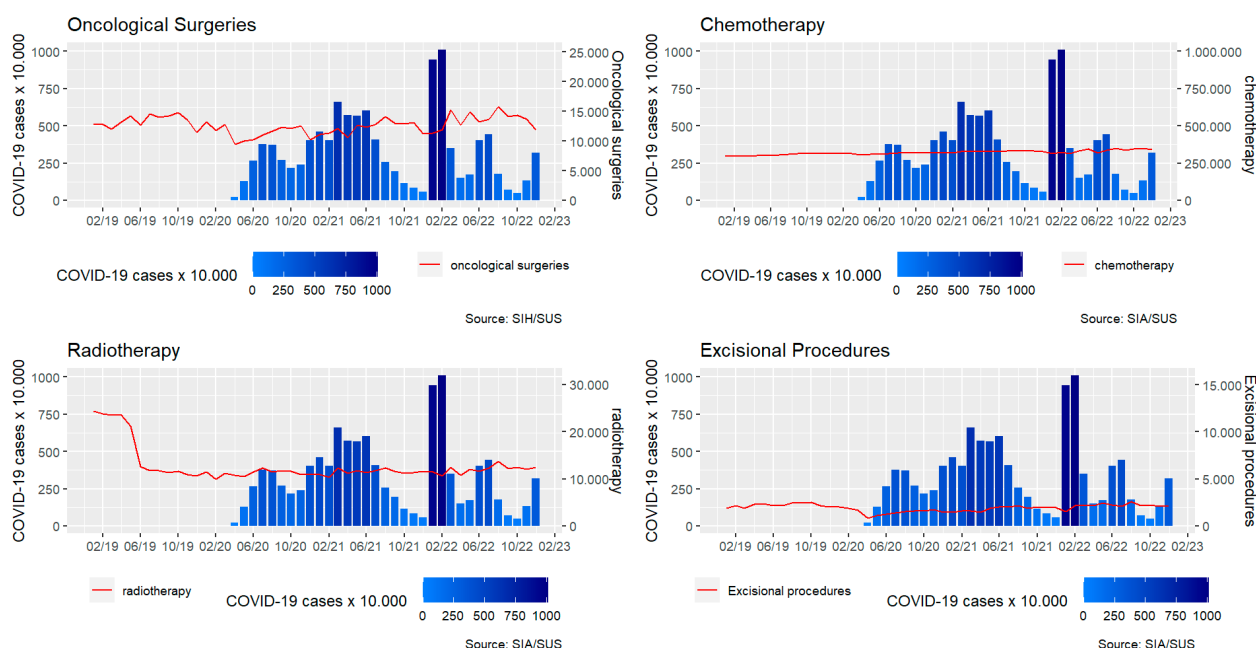 Oncological Surgeries
COVID-19 cases x 10.000
1000
750
500
250
0
25.000
20.000
15.000
10.000
5.000
0
Oncological surgeries
02/19 06/19 10/19 02/20 06/20 10/20 02/21 06/21 10/21 02/22 06/22 10/22 02/23
COVID-19 cases x 10.000
0 250 500 750 1000
oncological surgeries
Source: SIH/SUS
Chemotherapy
COVID-19 cases x 10.000
1000
750
500
250
0
1.000.000
750.000
500.000
250.000
0
chemotherapy
02/19 06/19 10/19 02/20 06/20 10/20 02/21 06/21 10/21 02/22 06/22 10/22 02/23
COVID-19 cases x 10.000
0 250 500 750 1000
chemotherapy
Source: SIA/SUS
Radiotherapy
COVID-19 cases x 10.000
1000
750
500
250
0
30.000
20.000
10.000
0
radiotherapy
02/19 06/19 10/19 02/20 06/20 10/20 02/21 06/21 10/21 02/22 06/22 10/22 02/23
radiotherapy
COVID-19 cases x 10.000
0 250 500 750 1000
Source: SIA/SUS
Excisional Procedures
COVID-19 cases x 10.000
1000
750
500
250
0
15.000
10.000
5.000
0
Excisional procedures
02/19 06/19 10/19 02/20 06/20 10/20 02/21 06/21 10/21 02/22 06/22 10/22 02/23
Excisional procedures
COVID-19 cases x 10.000
0 250 500 750 1000
Source: SIA/SUS